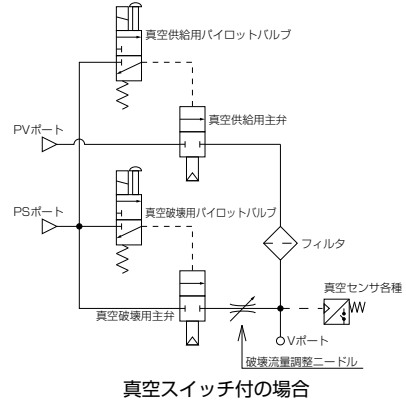 真空供給用パイロットバルブ
真空供給用主弁
PVポート
PSポート
真空破壊用パイロットバルブ
フィルタ
真空センサ各種
真空破壊用主弁
Vポート
破壊流量調整ニードル
真空スイッチ付の場合